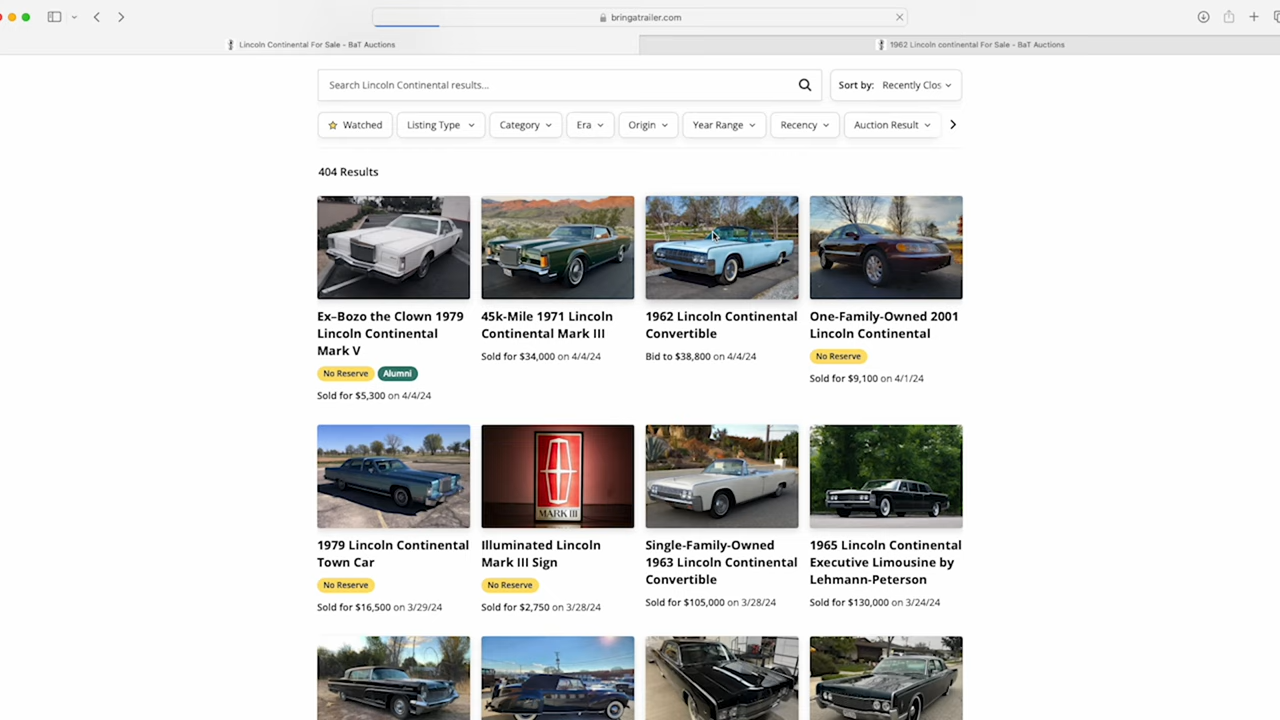 bringatrailer.com
Lincoln Continental For Sale - BaT Auctions
1962 Lincoln continental For Sale - BaT Auctions
Search Lincoln Continental results...
Sort by: Recently Clos
Watched
Listing Type
Category
Era
Origin
Year Range
Recency
Auction Result
404 Results
Ex–Bozo the Clown 1979
Lincoln Continental
Mark V
No Reserve
Alumni
Sold for $5,300 on 4/4/24
45k-Mile 1971 Lincoln
Continental Mark III
Sold for $34,000 on 4/4/24
1962 Lincoln Continental
Convertible
Bid to $38,800 on 4/4/24
One-Family-Owned 2001
Lincoln Continental
No Reserve
Sold for $9,100 on 4/1/24
1979 Lincoln Continental
Town Car
No Reserve
Sold for $16,500 on 3/29/24
MARK III
Illuminated Lincoln
Mark III Sign
No Reserve
Sold for $2,750 on 3/28/24
Single-Family-Owned
1963 Lincoln Continental
Convertible
Sold for $105,000 on 3/28/24
1965 Lincoln Continental
Executive Limousine by
Lehmann-Peterson
Sold for $130,000 on 3/24/24